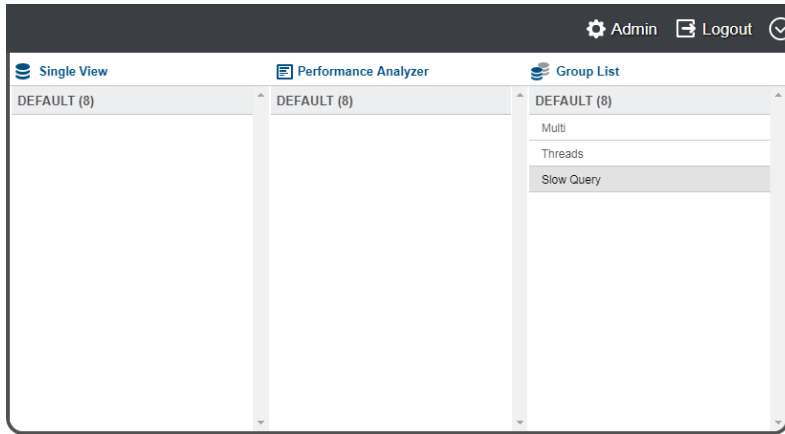 Admin Logout
Single View Performance Analyzer Group List
DEFAULT (8) DEFAULT (8) DEFAULT (8)
Multi
Threads
Slow Query